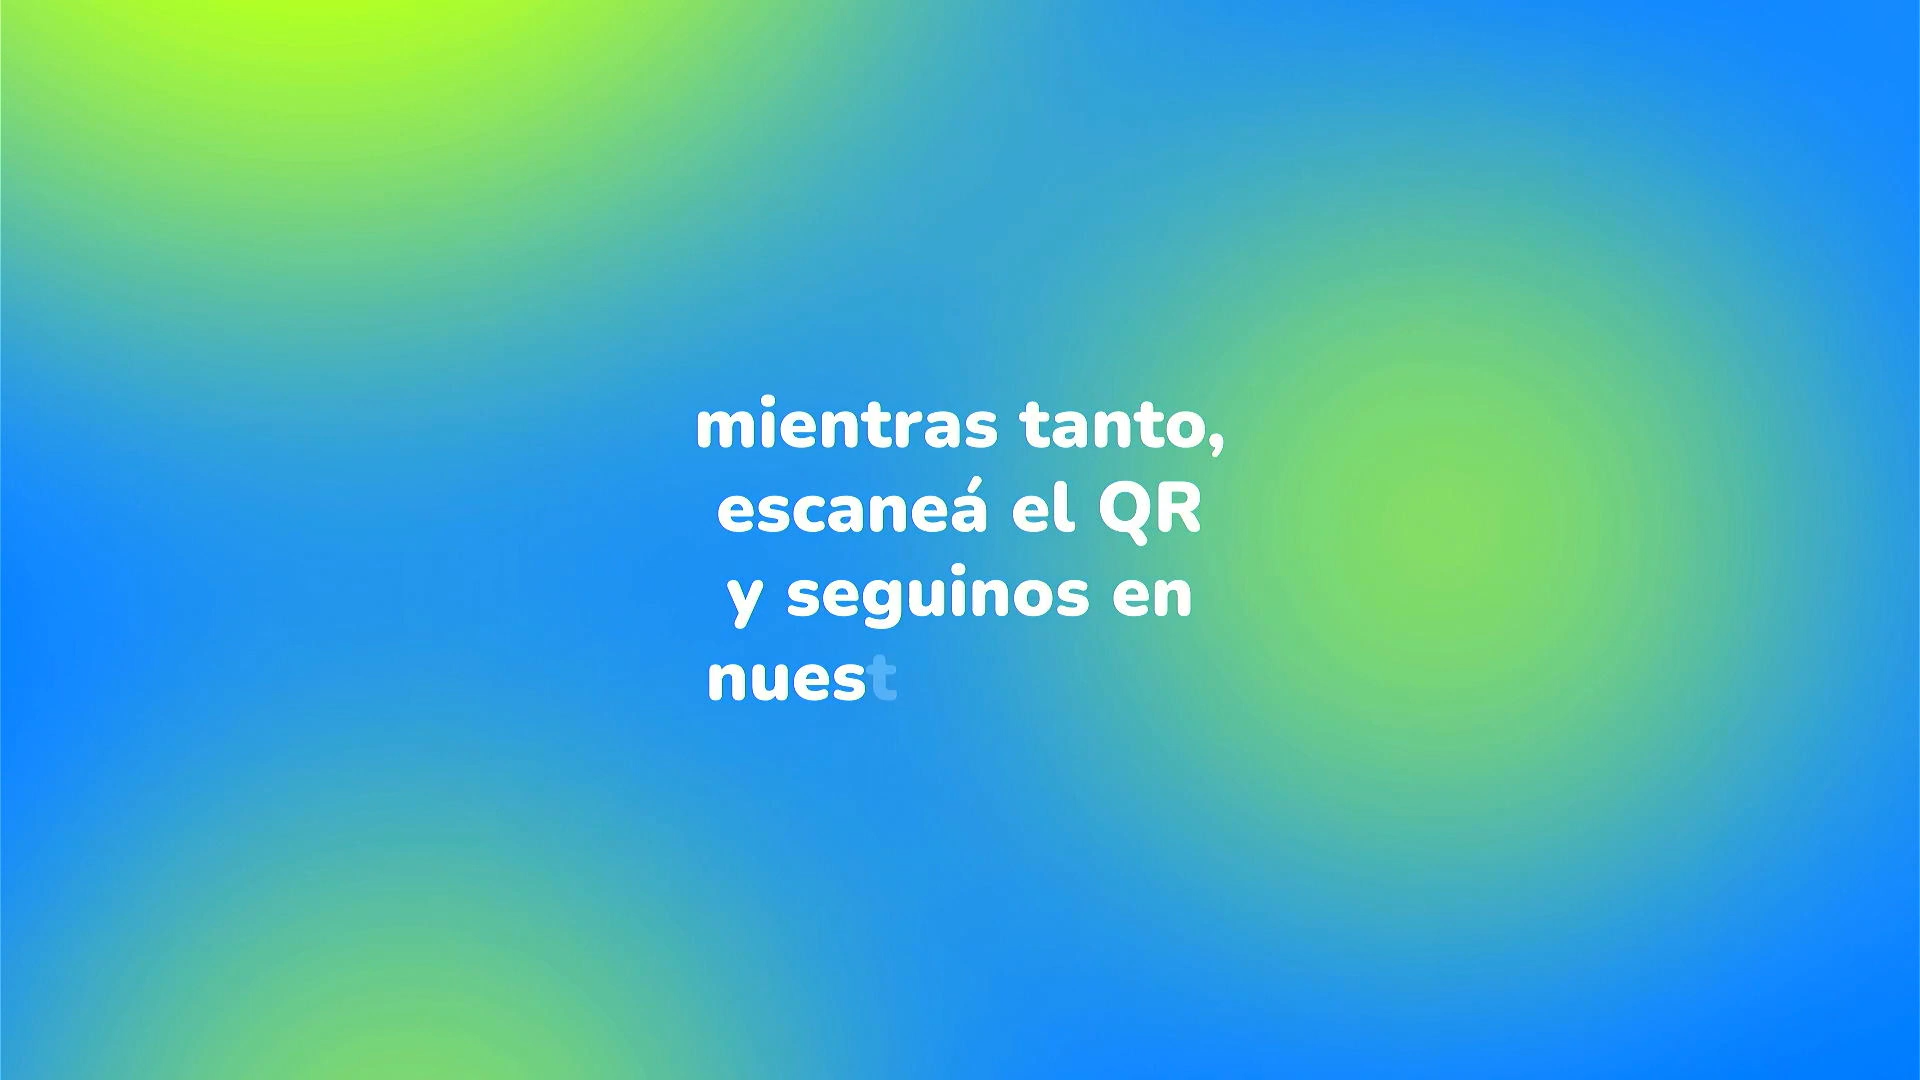 mientras tanto,
escaneá el QR
y seguinos en
nuest